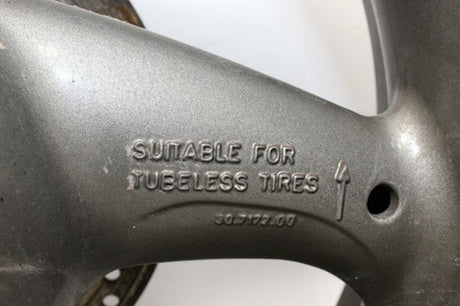 SUITABLE FOR
TUBELESS TIRES
30.7172.00